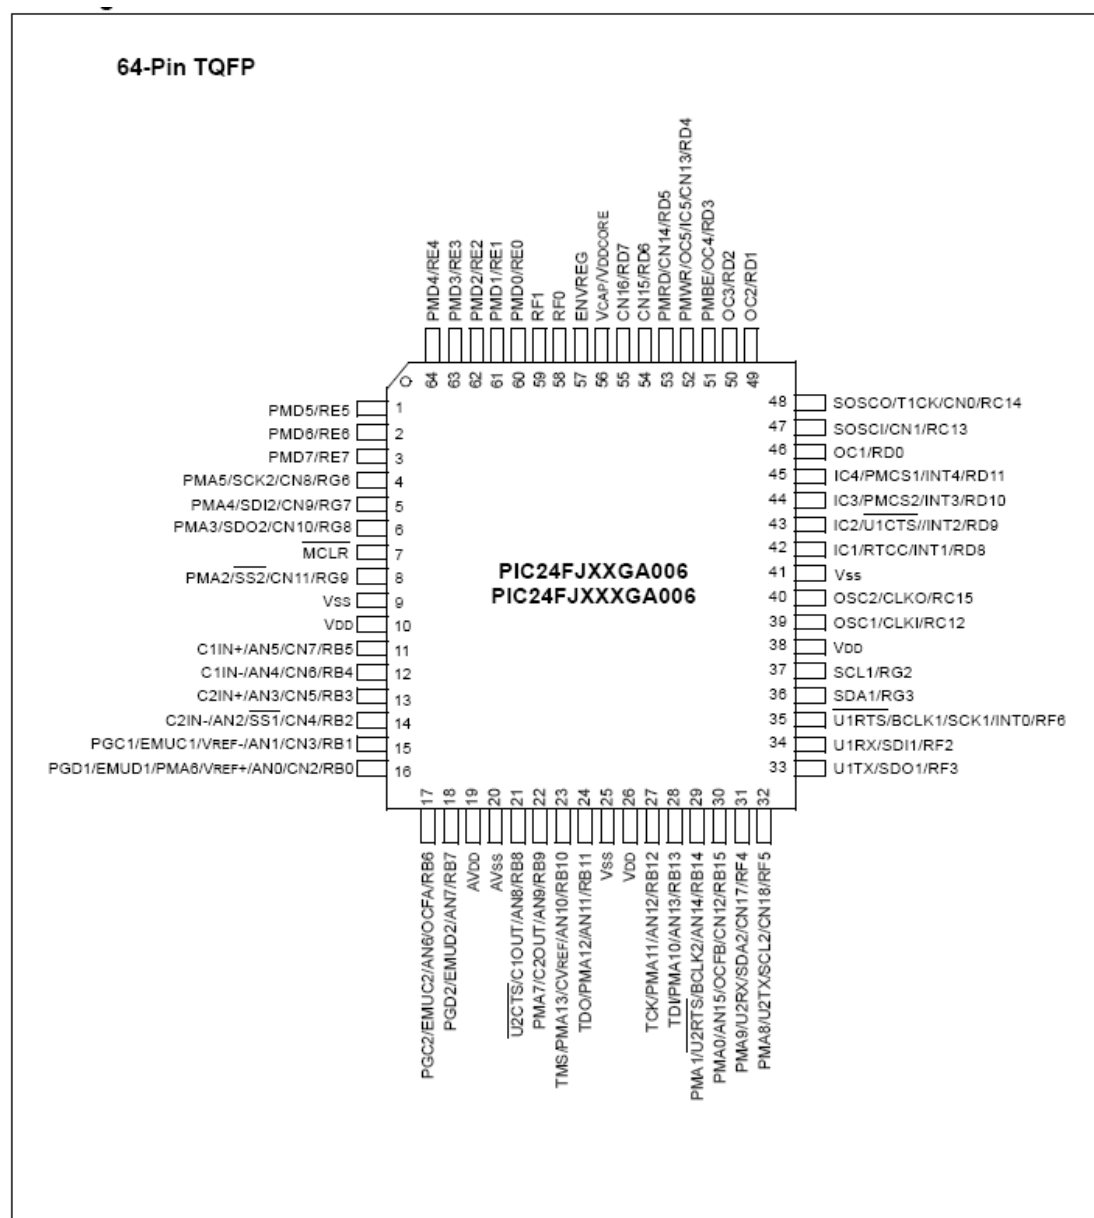 64-Pin TQFP
PMD4/RE4
PMD3/RE3
PMD2/RE2
PMD1/RE1
PMD0/RE0
RF1
RF0
ENVREG
VCAP/VDDCORE
CN16/RD7
CN15/RD6
PMRD/CN14/RD5
PMWR/OC5/IC5/CN13/RD4
PMBE/OC4/RD3
OC3/RD2
OC2/RD1
64 63 62 61 60 59 58 57 56 55 54 53 52 51 50 49
PMD5/RE5 1
PMD6/RE6 2
PMD7/RE7 3
PMA5/SCK2/CN8/RG6 4
PMA4/SDI2/CN9/RG7 5
PMA3/SDO2/CN10/RG8 6
MCLR 7
PMA2/SS2/CN11/RG9 8
VSS 9
VDD 10
C1IN+/AN5/CN7/RB5 11
C1IN-/AN4/CN6/RB4 12
C2IN+/AN3/CN5/RB3 13
C2IN-/AN2/SS1/CN4/RB2 14
PGC1/EMUC1/VREF-/AN1/CN3/RB1 15
PGD1/EMUD1/PMA6/VREF+/AN0/CN2/RB0 16
PIC24FJXXGA006
PIC24FJXXXGA006
48 SOSCO/T1CK/CN0/RC14
47 SOSCI/CN1/RC13
46 OC1/RD0
45 IC4/PMCS1/INT4/RD11
44 IC3/PMCS2/INT3/RD10
43 IC2/U1CTS//INT2/RD9
42 IC1/RTCC/INT1/RD8
41 Vss
40 OSC2/CLKO/RC15
39 OSC1/CLKI/RC12
38 VDD
37 SCL1/RG2
36 SDA1/RG3
35 U1RTS/BCLK1/SCK1/INT0/RF6
34 U1RX/SDI1/RF2
33 U1TX/SDO1/RF3
17 18 19 20 21 22 23 24 25 26 27 28 29 30 31 32
PGC2/EMUC2/AN6/OCFA/RB6
PGD2/EMUD2/AN7/RB7
AVDD
AVSS
U2CTS/C1OUT/AN8/RB8
PMA7/C2OUT/AN9/RB9
TMS/PMA13/CVREF/AN10/RB10
TDO/PMA12/AN11/RB11
VSS
VDD
TCK/PMA11/AN12/RB12
TDI/PMA10/AN13/RB13
PMA1/U2RTS/BCLK2/AN14/RB14
PMA0/AN15/OCFB/CN12/RB15
PMA9/U2RX/SDA2/CN17/RF4
PMA8/U2TX/SCL2/CN18/RF5